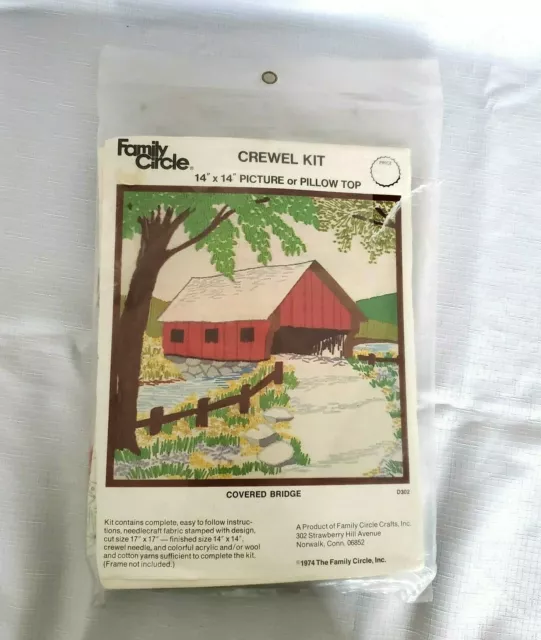 Family
Circle®
CREWEL KIT
14" x 14" PICTURE or PILLOW TOP
PRICE
COVERED BRIDGE
D302
Kit contains complete, easy to follow instruc-
tions, needlecraft fabric stamped with design,
cut size 17" x 17" — finished size 14" x 14",
crewel needle, and colorful acrylic and/or wool
and cotton yarns sufficient to complete the kit.
(Frame not included.)
A Product of Family Circle Crafts, Inc.
302 Strawberry Hill Avenue
Norwalk, Conn. 06852
©1974 The Family Circle, Inc.